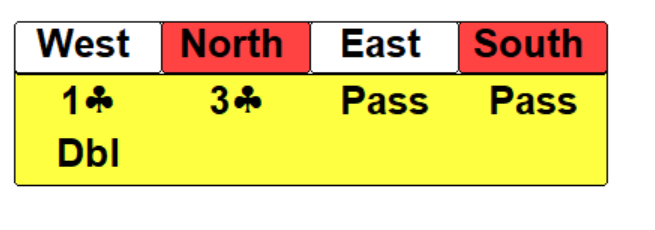 West North East South
1♣ 3♣ Pass Pass
Dbl